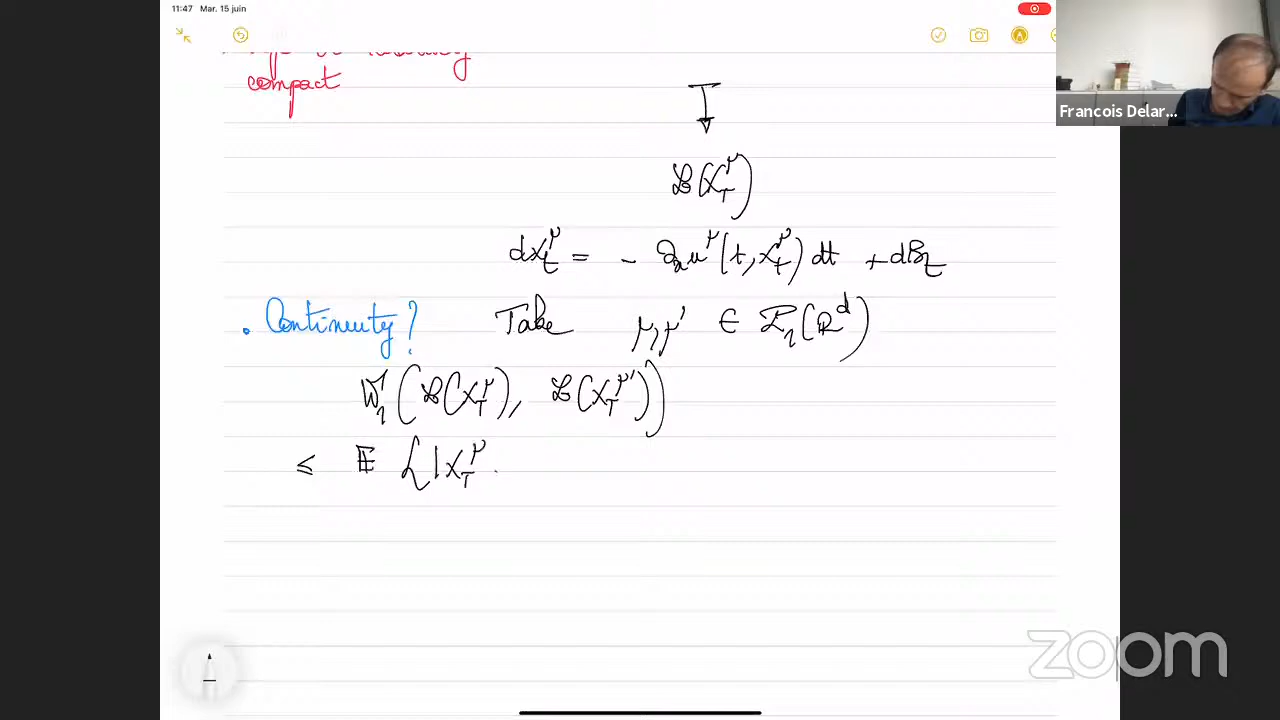 11:47 Mar. 15 juin
compact
ℒ(X_T^μ)
dX_t^μ = - ∂_x u^μ(t, X_t^μ) dt + dB_t
. Continuity? Take μ, μ' ∈ P_1(ℝ^d)
W_1(ℒ(X_T^μ), ℒ(X_T^μ'))
≤ 𝔼 [|X_T^μ
Francois Delar...
zoom